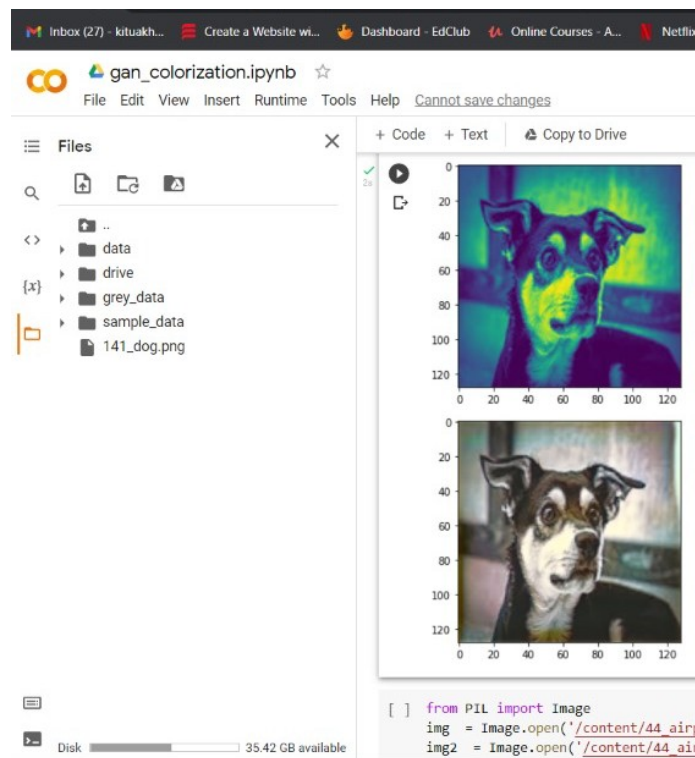 Inbox (27) - kituakh... Create a Website wi... Dashboard - EdClub Online Courses - A... Netflix
gan_colorization.ipynb
File Edit View Insert Runtime Tools Help Cannot save changes
Files
+ Code + Text Copy to Drive
2s
..
data
drive
grey_data
sample_data
141_dog.png
{x}
0
20
40
60
80
100
120
0 20 40 60 80 100 120
0
20
40
60
80
100
120
0 20 40 60 80 100 120
[ ] from PIL import Image
img = Image.open('/content/44_airp
img2 = Image.open('/content/44_air
Disk 35.42 GB available